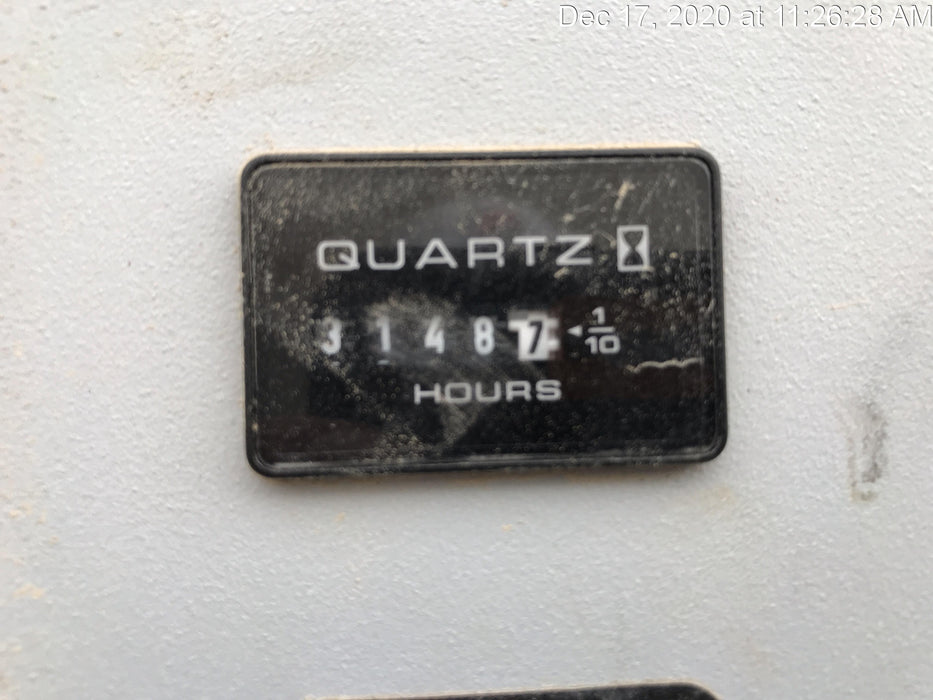 Dec 17, 2020 at 11:26:28 AM
QUARTZ
3 1 4 8 7 1/10
HOURS